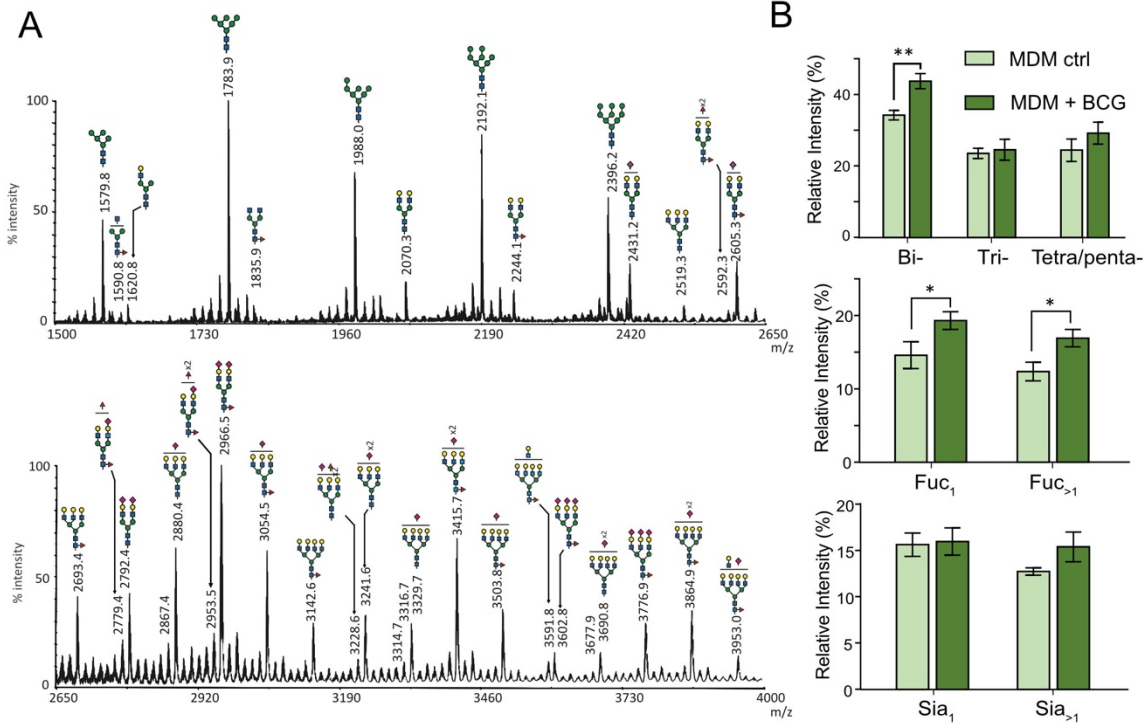 A
% intensity
100
50
0
1579.8
1590.8
1620.8
1783.9
1835.9
1988.0
2070.3
2192.1
2244.1
2396.2
2431.2
2519.3
x2
2592.3
2605.3
1500
1730
1960
2190
2420
2650
m/z
% intensity
100
50
0
2693.4
2779.4
2792.4
2867.4
2880.4
x2
2953.5
2966.5
3054.5
3142.6
x2
3228.6
x2
3241.6
3314.7
3316.7
3329.7
x2
3415.7
3503.8
3591.8
3602.8
3677.9
x2
3690.8
3776.9
x2
3864.9
3953.0
2650
2920
3190
3460
3730
4000
m/z
B
Relative Intensity (%)
40
20
0
**
MDM ctrl
MDM + BCG
Bi-
Tri-
Tetra/penta-
Relative Intensity (%)
20
10
0
*
*
Fuc1
Fuc>1
Relative Intensity (%)
15
10
5
0
Sia1
Sia>1